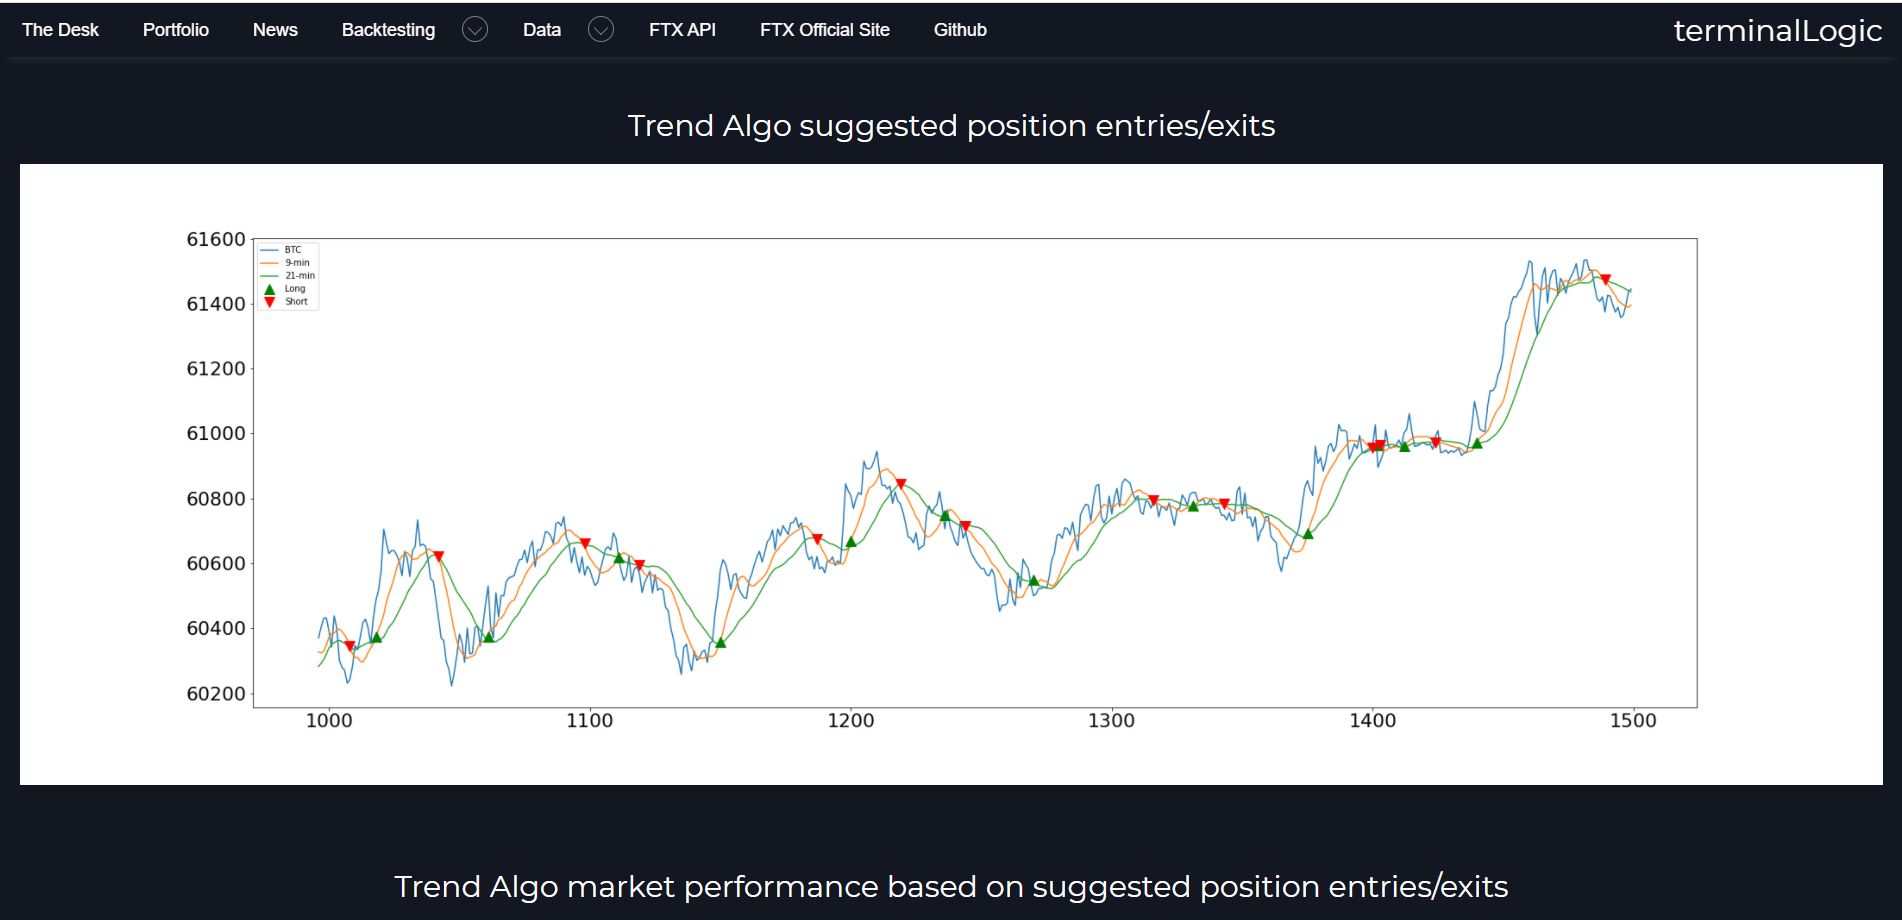 The Desk Portfolio News Backtesting Data FTX API FTX Official Site Github terminalLogic
Trend Algo suggested position entries/exits
61600
61400
61200
61000
60800
60600
60400
60200
BTC
9-min
21-min
Long
Short
1000 1100 1200 1300 1400 1500
Trend Algo market performance based on suggested position entries/exits